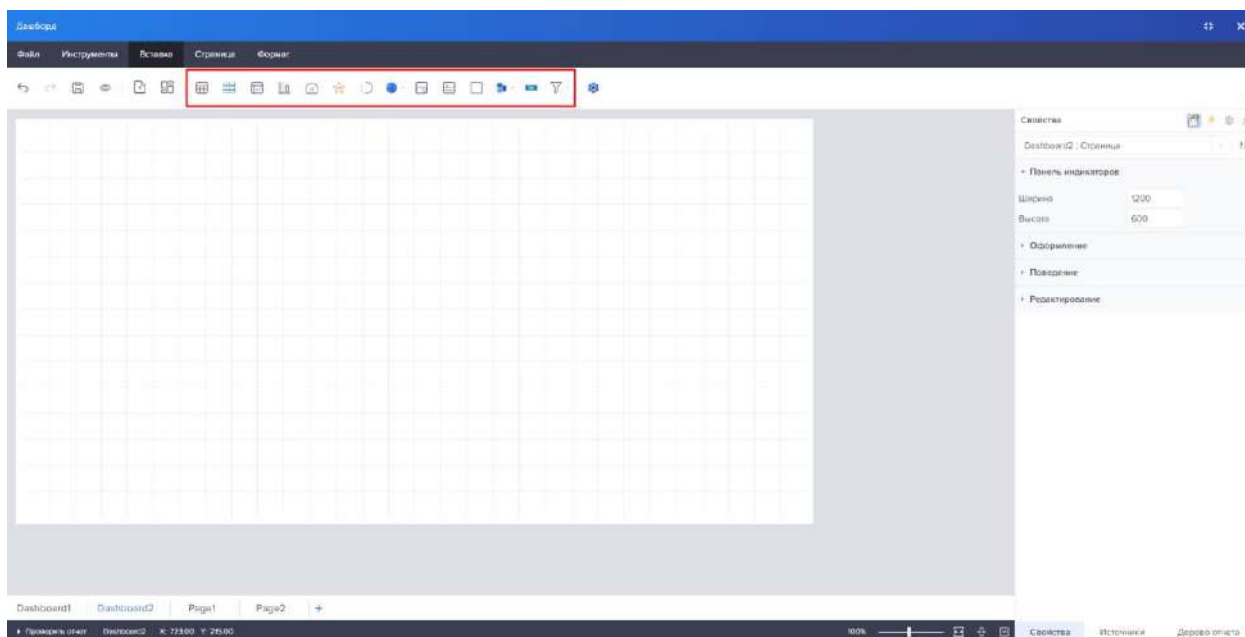 Дашборд
Файл Инструменты Вставка Страница Формат
Свойства
Dashboard2 : Страница
Панель индикаторов
Ширина 1200
Высота 600
Оформление
Поведение
Редактирование
Dashboard1 Dashboard2 Page1 Page2 +
Проверить отчет Dashboard2 X: 773.00 Y: 215.00 100%
Свойства Источники Дерево отчета